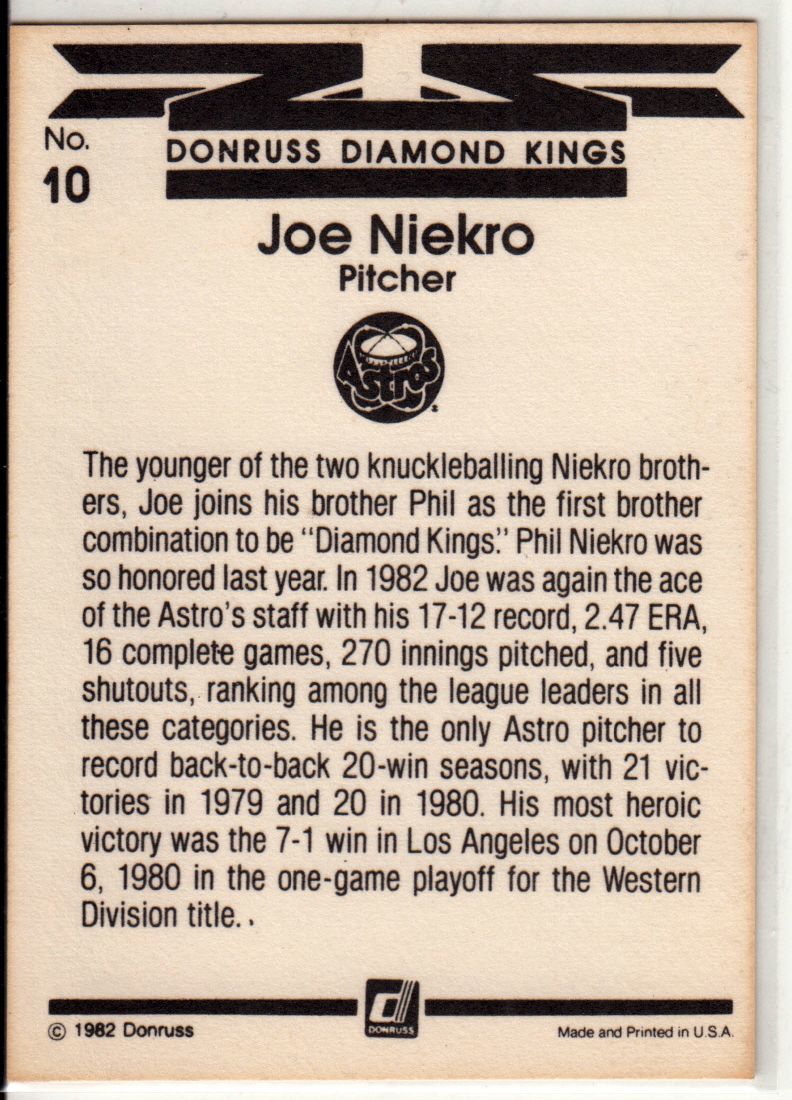 No.
10
DONRUSS DIAMOND KINGS
Joe Niekro
Pitcher
Astros
The younger of the two knuckleballing Niekro broth-
ers, Joe joins his brother Phil as the first brother
combination to be "Diamond Kings." Phil Niekro was
so honored last year. In 1982 Joe was again the ace
of the Astro's staff with his 17-12 record, 2.47 ERA,
16 complete games, 270 innings pitched, and five
shutouts, ranking among the league leaders in all
these categories. He is the only Astro pitcher to
record back-to-back 20-win seasons, with 21 vic-
tories in 1979 and 20 in 1980. His most heroic
victory was the 7-1 win in Los Angeles on October
6, 1980 in the one-game playoff for the Western
Division title. .
DONRUSS
© 1982 Donruss
Made and Printed in U.S.A.